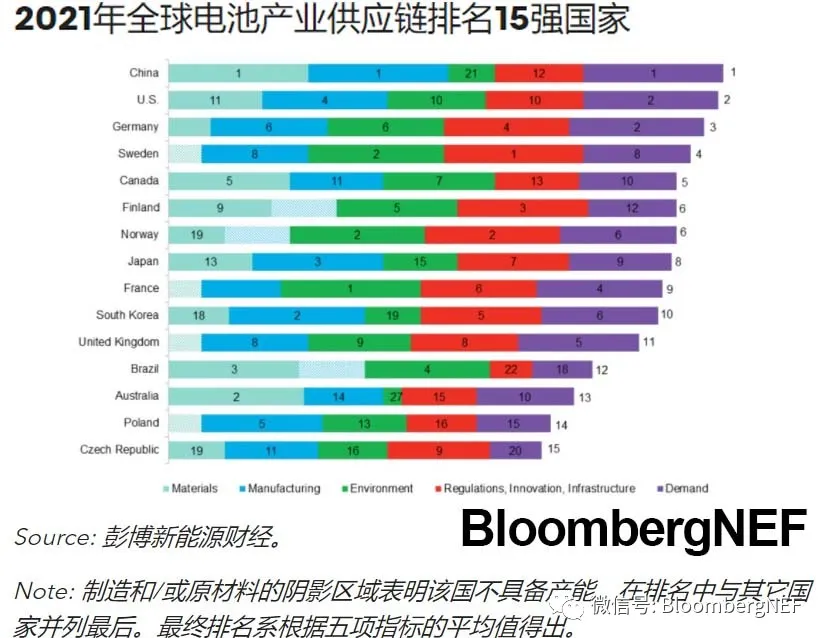 2021年全球电池产业供应链排名15强国家
China 1 1 21 12 1 1
U.S. 11 4 10 10 2 2
Germany 6 6 4 2 3
Sweden 8 2 1 8 4
Canada 5 11 7 13 10 5
Finland 9 5 3 12 6
Norway 19 2 2 6 6
Japan 13 3 15 7 9 8
France 1 6 4 9
South Korea 18 2 19 5 6 10
United Kingdom 8 9 8 5 11
Brazil 3 4 22 18 12
Australia 2 14 27 15 10 13
Poland 5 13 16 15 14
Czech Republic 19 11 16 9 20 15
Materials Manufacturing Environment Regulations, Innovation, Infrastructure Demand
Source: 彭博新能源财经。
BloombergNEF
Note: 制造和/或原材料的阴影区域表明该国不具备产能，在排名中与其它国
家并列最后。最终排名系根据五项指标的平均值得出。
微信号: BloombergNEF